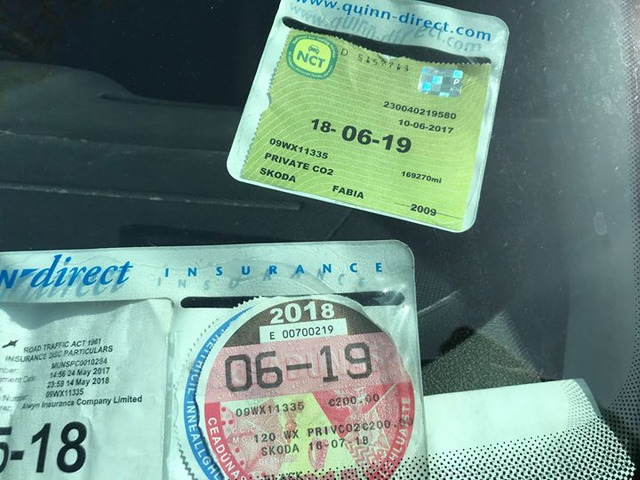 www.quinn-direct.com
NCT
230040219580
10-06-2017
18-06-19
09WX11335
PRIVATE CO2
169270mi
SKODA FABIA 2009
direct INSURANCE
ROAD TRAFFIC ACT 1961
INSURANCE DISC PARTICULARS
MUNSPC0010284
14:56 24 May 2017
23:59 14 May 2018
09WX11335
Insurance Company Limited
5-18
2018
E 00700219
06-19
09WX11335 €200.00
120 WX PRIVCO2€200.
SKODA 16-07-18
BLACK